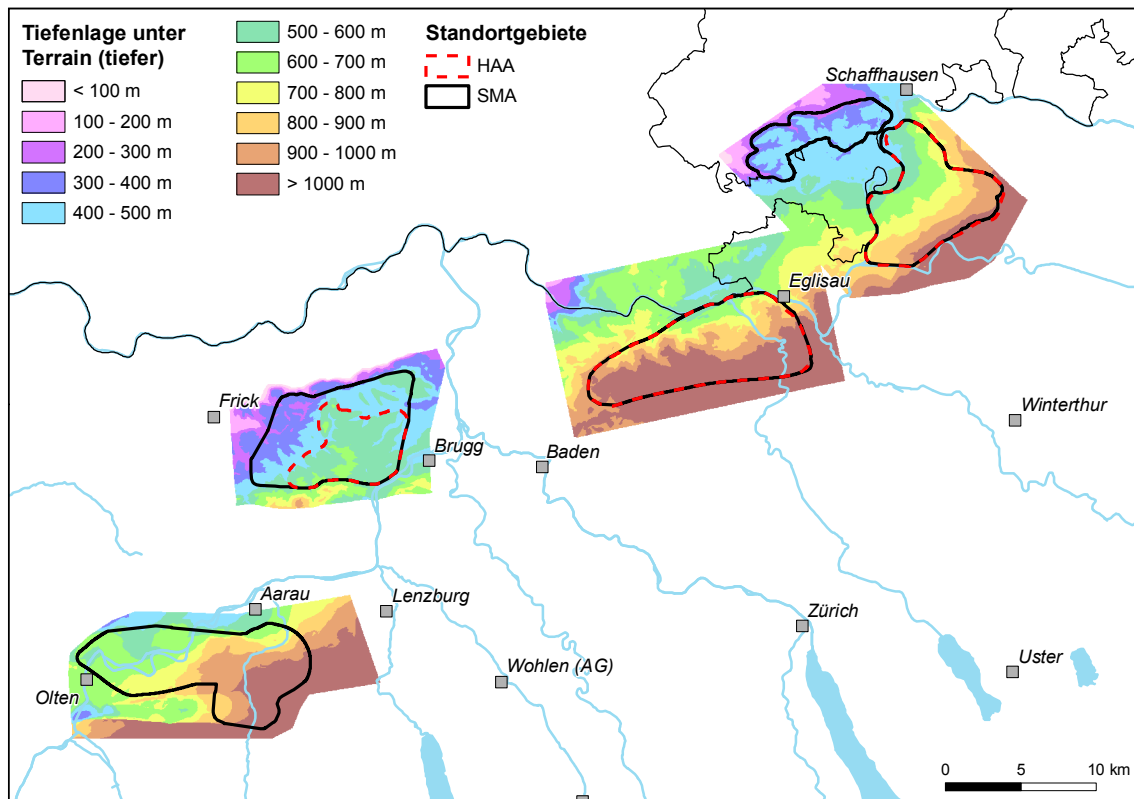 Tiefenlage unter
Terrain (tiefer)
< 100 m
100 - 200 m
200 - 300 m
300 - 400 m
400 - 500 m
500 - 600 m
600 - 700 m
700 - 800 m
800 - 900 m
900 - 1000 m
> 1000 m
Standortgebiete
HAA
SMA
Schaffhausen
Eglisau
Frick
Winterthur
Brugg
Baden
Aarau
Lenzburg
Zürich
Wohlen (AG)
Uster
Olten
0 5 10 km